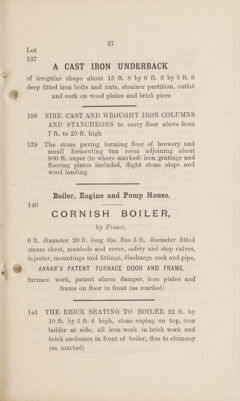 27
Lot
137
A CAST IRON UNDERBACK
of irregular shape about 15 ft. 8 by 6 ft. 3 by 3 ft. 3
deep fitted iron bolts and nuts, strainer partition, outlet
and cock on wood plates and brick piers
138 NINE CAST AND WROUGHT IRON COLUMNS
AND STANCHEONS to carry floor above from
7 ft. to 20 ft. high
139 The stone paving forming floor of brewery and
small fermenting tun room adjoining about
800 ft. super (to where marked) iron gratings and
flooring plates included, flight stone steps and
wood landing
Boiler, Engine and Pump House.
140
CORNISH BOILER,
by Fraser,
6 ft. diameter 20 ft. long the flue 3 ft. diameter fitted
steam chest, manhole and cover, safety and stop valves,
injector, mountings and fittings, discharge cock and pipe,
ANNAN'S PATENT FURNACE DOOR AND FRAME,
furnace work, patent alarm damper, iron plates and
frame on floor in front (as marked)
141 THE BRICK SEATING TO BOILER 22 ft. by
10 ft. by 5 ft. 6 high, stone coping on top, iron
ladder at side, all iron work in brick work and
brick enclosure in front of boiler, fine to chimney
(as marked)